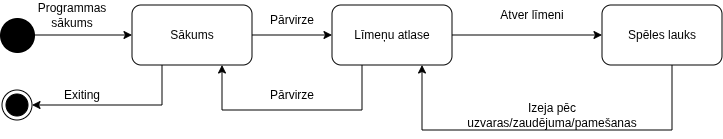 Programmas
sākums
Sākums
Pārvirze
Līmeņu atlase
Atver līmeni
Spēles lauks
Exiting
Pārvirze
Izeja pēc
uzvaras/zaudējuma/pamešanas